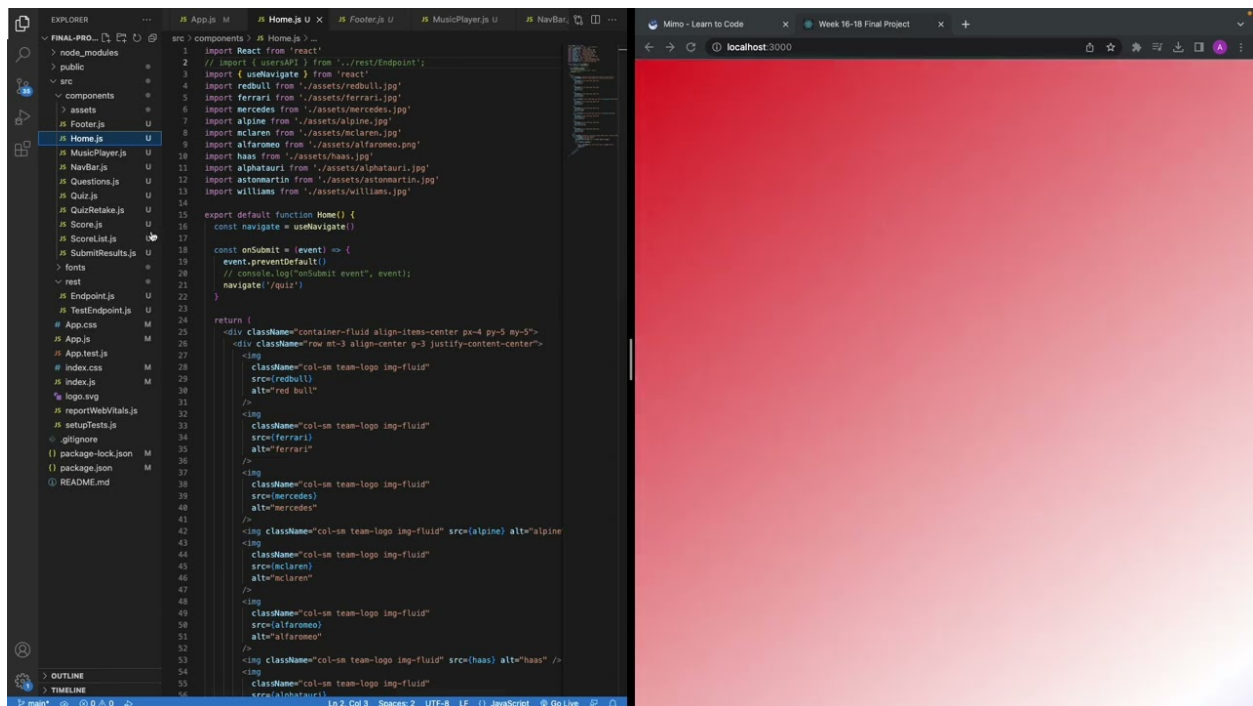 EXPLORER
FINAL-PRO...
node_modules
public
src
components
assets
JS Footer.js U
JS Home.js U
JS MusicPlayer.js U
JS NavBar.js U
JS Questions.js U
JS Quiz.js U
JS QuizRetake.js U
JS Score.js U
JS ScoreList.js
JS SubmitResults.js U
fonts
rest
JS Endpoint.js U
JS TestEndpoint.js U
# App.css M
JS App.js M
JS App.test.js
# index.css M
JS index.js M
logo.svg
JS reportWebVitals.js
JS setupTests.js
.gitignore
{} package-lock.json M
{} package.json M
README.md
OUTLINE
TIMELINE
35
1
JS App.js M JS Home.js U × JS Footer.js U JS MusicPlayer.js U JS NavBar.
src > components > JS Home.js > ...
1 import React from 'react'
2 // import { usersAPI } from '../rest/Endpoint';
3 import { useNavigate } from 'react'
4 import redbull from './assets/redbull.jpg'
5 import ferrari from './assets/ferrari.jpg'
6 import mercedes from './assets/mercedes.jpg'
7 import alpine from './assets/alpine.jpg'
8 import mclaren from './assets/mclaren.jpg'
9 import alfaromeo from './assets/alfaromeo.png'
10 import haas from './assets/haas.jpg'
11 import alphatauri from './assets/alphatauri.jpg'
12 import astonmartin from './assets/astonmartin.jpg'
13 import williams from './assets/williams.jpg'
14
15 export default function Home() {
16 const navigate = useNavigate()
17
18 const onSubmit = (event) => {
19 event.preventDefault()
20 // console.log("onSubmit event", event);
21 navigate('/quiz')
22 }
23
24 return (
25 <div className="container-fluid align-items-center px-4 py-5 my-5">
26 <div className="row mt-3 align-center g-3 justify-content-center">
27 <img
28 className="col-sm team-logo img-fluid"
29 src={redbull}
30 alt="red bull"
31 />
32 <img
33 className="col-sm team-logo img-fluid"
34 src={ferrari}
35 alt="ferrari"
36 />
37 <img
38 className="col-sm team-logo img-fluid"
39 src={mercedes}
40 alt="mercedes"
41 />
42 <img className="col-sm team-logo img-fluid" src={alpine} alt="alpine"
43 <img
44 className="col-sm team-logo img-fluid"
45 src={mclaren}
46 alt="mclaren"
47 />
48 <img
49 className="col-sm team-logo img-fluid"
50 src={alfaromeo}
51 alt="alfaromeo"
52 />
53 <img className="col-sm team-logo img-fluid" src={haas} alt="haas" />
54 <img
55 className="col-sm team-logo img-fluid"
56 src={alphatauri}
main* 0 0 Ln 2, Col 3 Spaces: 2 UTF-8 LF {} JavaScript Go Live
Mimo - Learn to Code × Week 16-18 Final Project × +
localhost:3000
A